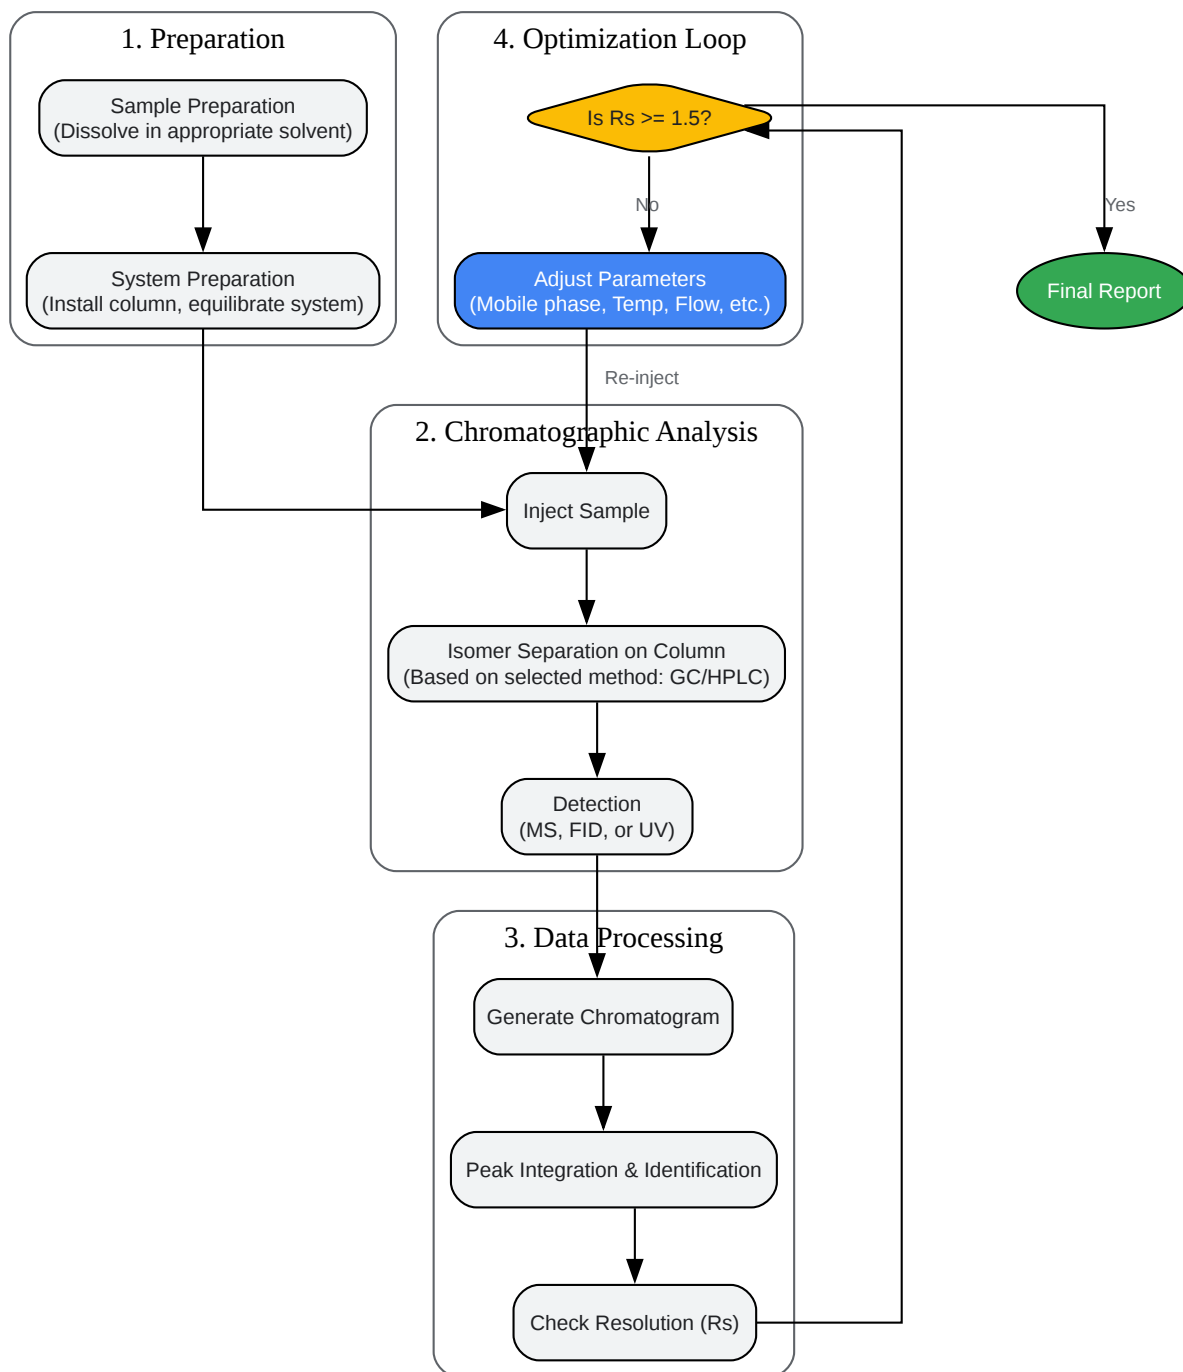 1. Preparation
Sample Preparation
(Dissolve in appropriate solvent)
System Preparation
(Install column, equilibrate system)
4. Optimization Loop
Is Rs >= 1.5?
No
Yes
Adjust Parameters
(Mobile phase, Temp, Flow, etc.)
Final Report
Re-inject
2. Chromatographic Analysis
Inject Sample
Isomer Separation on Column
(Based on selected method: GC/HPLC)
Detection
(MS, FID, or UV)
3. Data Processing
Generate Chromatogram
Peak Integration & Identification
Check Resolution (Rs)